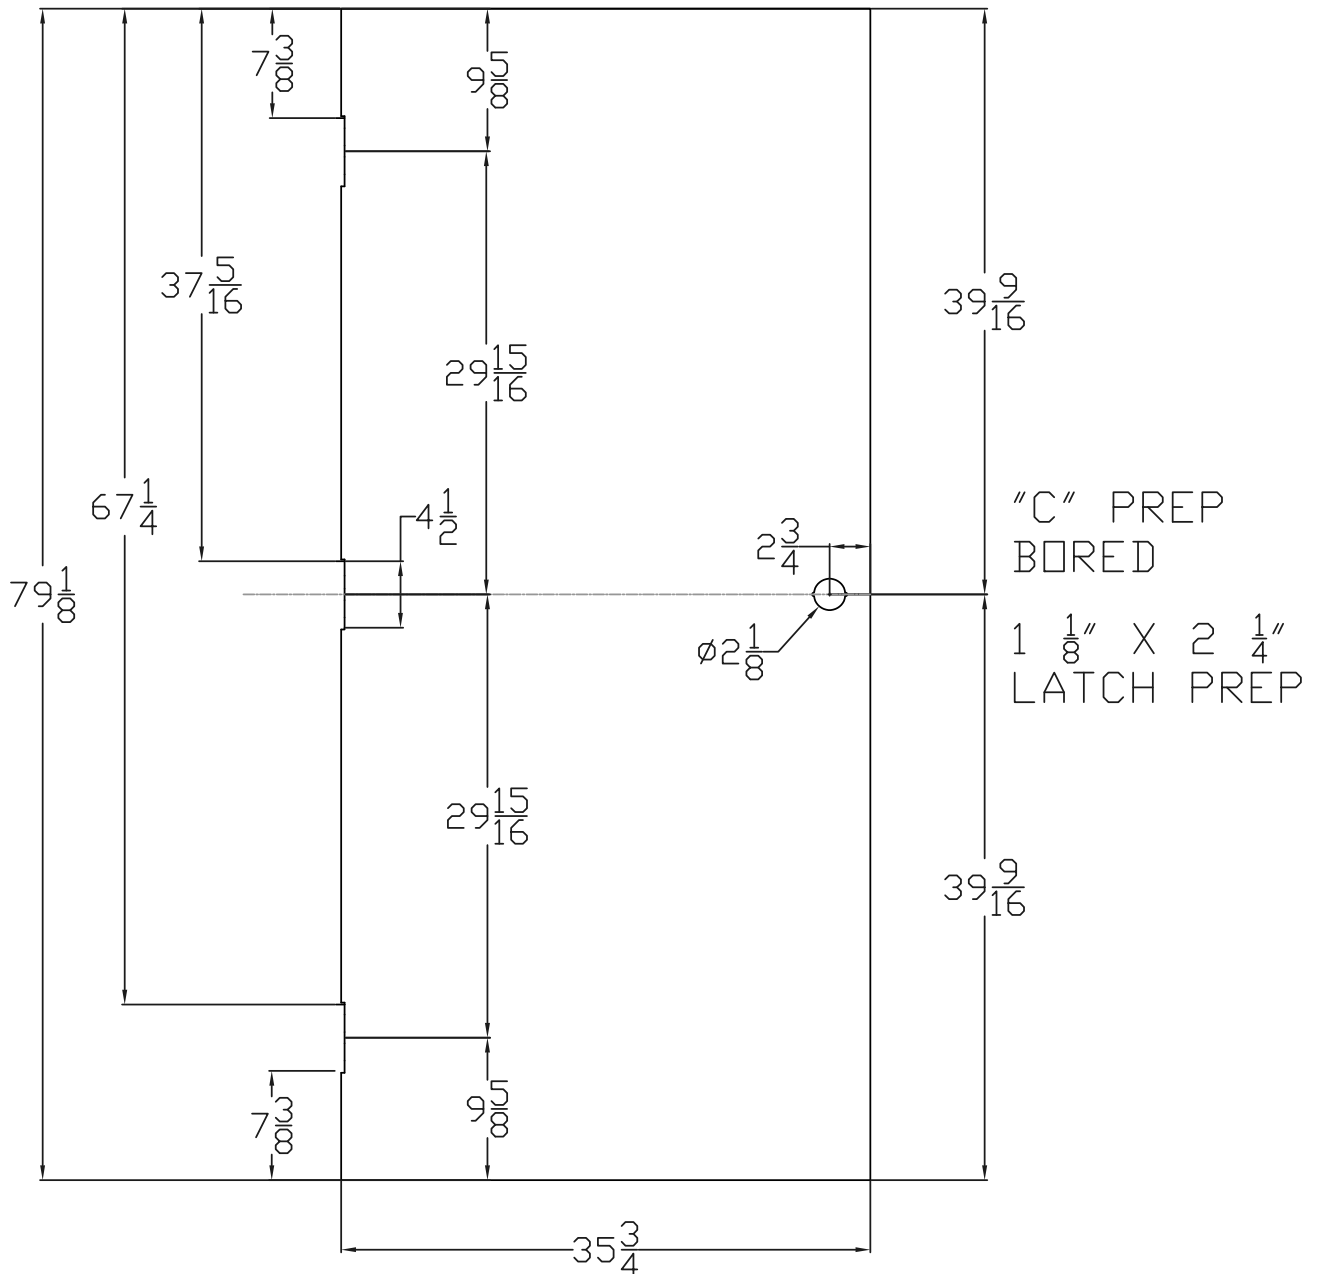 7 3/8
9 5/8
37 5/16
39 9/16
29 15/16
67 1/4
4 1/2
2 3/4
"C" PREP
BORED
79 1/8
ø2 1/8
1 1/8" X 2 1/4"
LATCH PREP
29 15/16
39 9/16
7 3/8
9 5/8
35 3/4